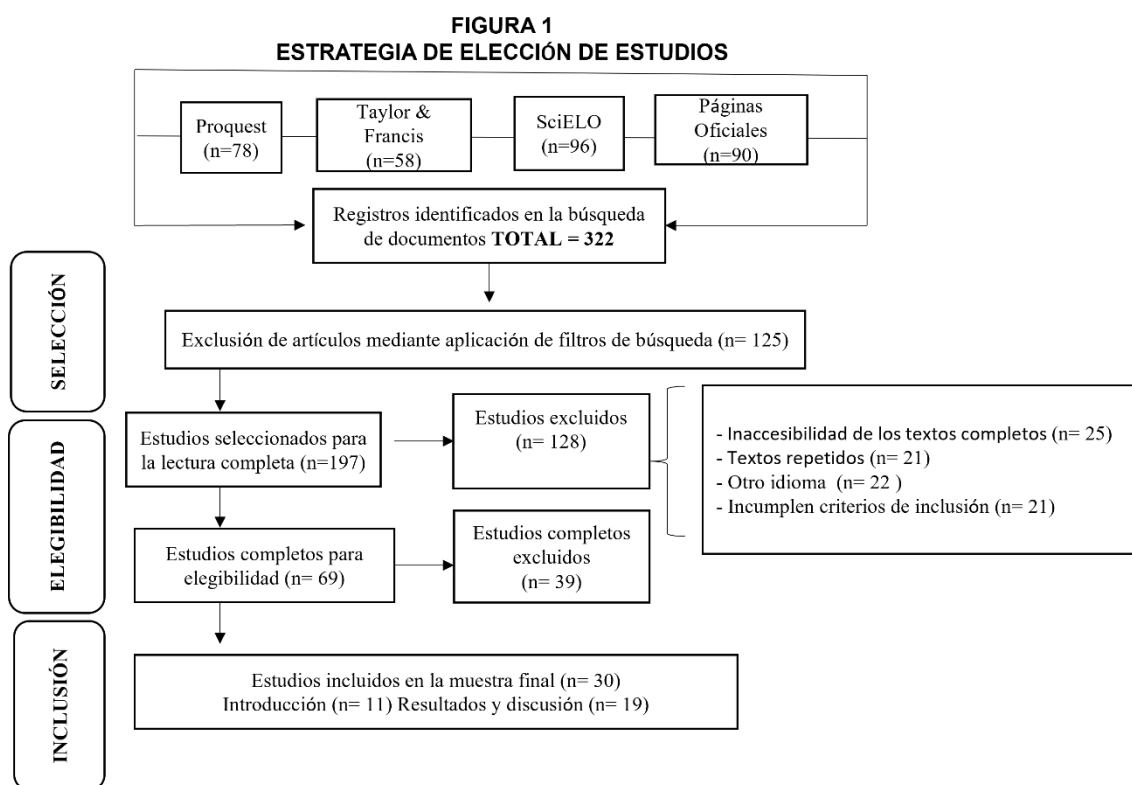 FIGURA 1
ESTRATEGIA DE ELECCIÓN DE ESTUDIOS
Proquest
(n=78)
Taylor &
Francis
(n=58)
SciELO
(n=96)
Páginas
Oficiales
(n=90)
Registros identificados en la búsqueda
de documentos TOTAL = 322
SELECCIÓN
Exclusión de artículos mediante aplicación de filtros de búsqueda (n= 125)
ELEGIBILIDAD
Estudios seleccionados para
la lectura completa (n=197)
Estudios excluidos
(n= 128)
- Inaccesibilidad de los textos completos (n= 25)
- Textos repetidos (n= 21)
- Otro idioma (n= 22 )
- Incumplen criterios de inclusión (n= 21)
Estudios completos para
elegibilidad (n= 69)
Estudios completos
excluidos
(n= 39)
INCLUSIÓN
Estudios incluidos en la muestra final (n= 30)
Introducción (n= 11) Resultados y discusión (n= 19)